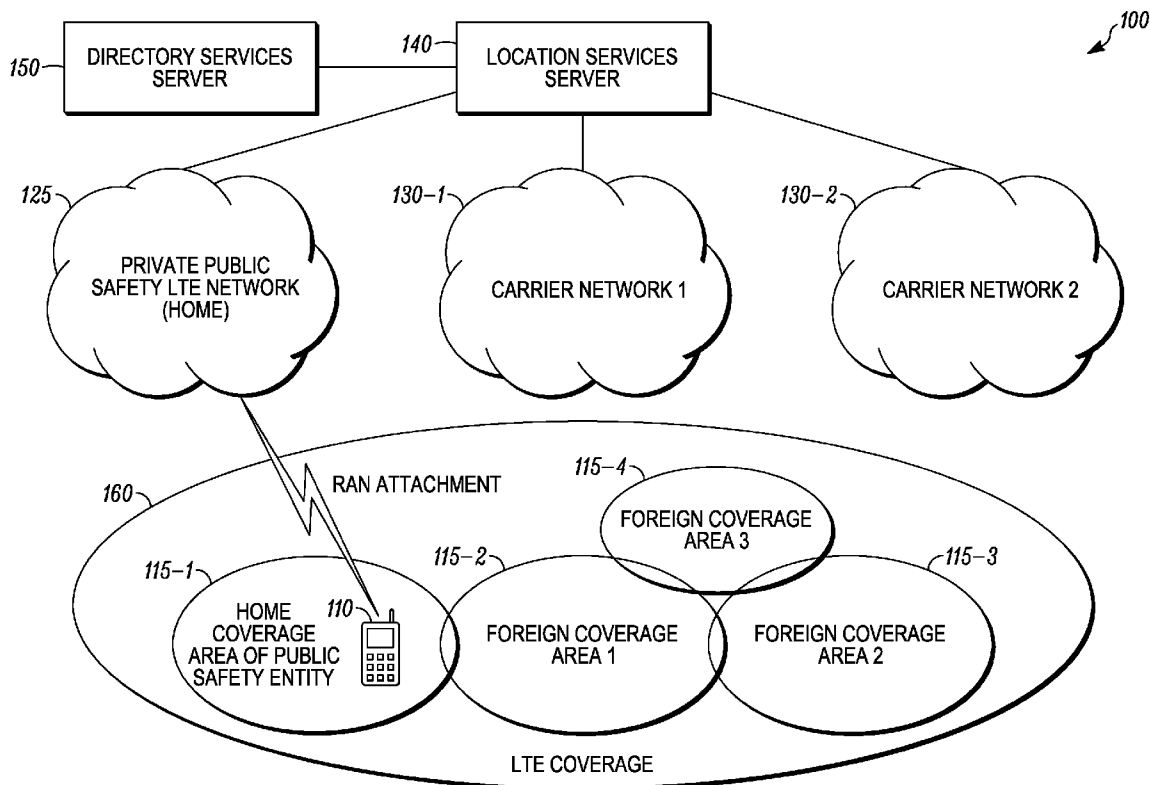 100
150
DIRECTORY SERVICES
SERVER
140
LOCATION SERVICES
SERVER
125
PRIVATE PUBLIC
SAFETY LTE NETWORK
(HOME)
130-1
CARRIER NETWORK 1
130-2
CARRIER NETWORK 2
160
RAN ATTACHMENT
115-4
FOREIGN COVERAGE
AREA 3
115-1
HOME
COVERAGE
AREA OF PUBLIC
SAFETY ENTITY
110
115-2
FOREIGN COVERAGE
AREA 1
115-3
FOREIGN COVERAGE
AREA 2
LTE COVERAGE